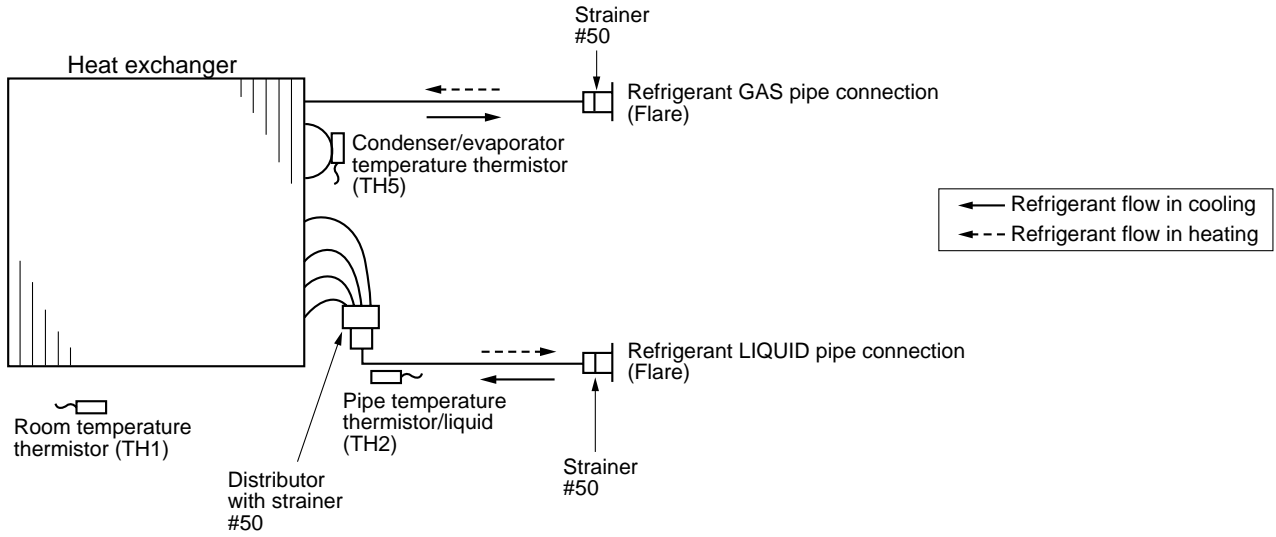 Strainer
#50
Heat exchanger
Refrigerant GAS pipe connection
(Flare)
Condenser/evaporator
temperature thermistor
(TH5)
Refrigerant flow in cooling
Refrigerant flow in heating
Refrigerant LIQUID pipe connection
(Flare)
Pipe temperature
thermistor/liquid
(TH2)
Room temperature
thermistor (TH1)
Strainer
#50
Distributor
with strainer
#50